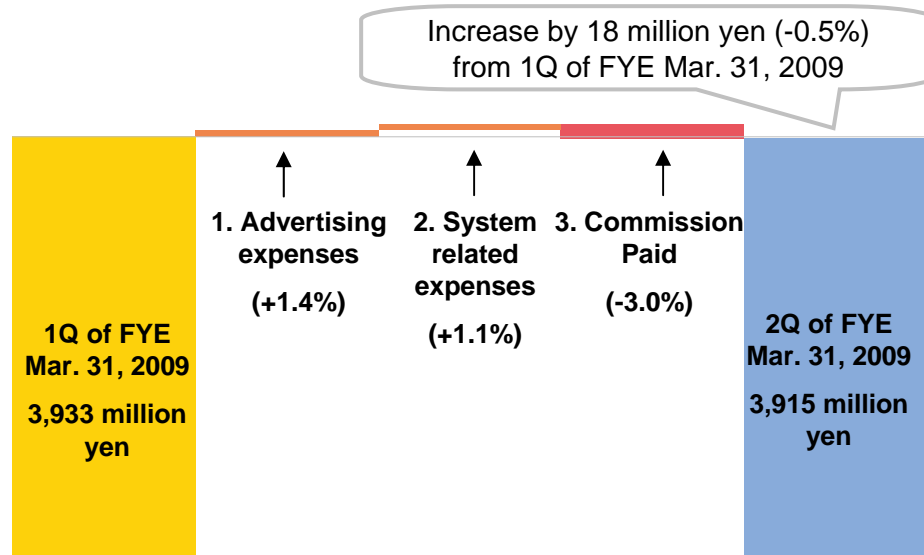 Increase by 18 million yen (-0.5%)
from 1Q of FYE Mar. 31, 2009
1. Advertising
expenses
(+1.4%)
2. System
related
expenses
(+1.1%)
3. Commission
Paid
(-3.0%)
1Q of FYE
Mar. 31, 2009
3,933 million
yen
2Q of FYE
Mar. 31, 2009
3,915 million
yen